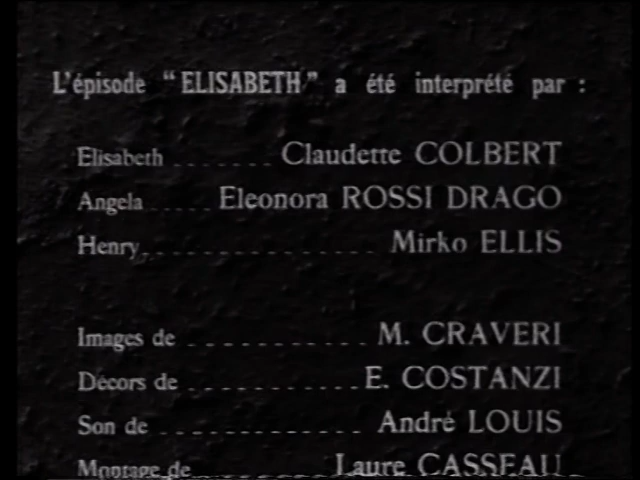 L'épisode "ELISABETH" a été interprété par :
Elisabeth ....... Claudette COLBERT
Angela ..... Eleonora ROSSI DRAGO
Henry ................ Mirko ELLIS
Images de ............ M. CRAVERI
Décors de ............ E. COSTANZI
Son de ............... André LOUIS
Montage de .......... Laure CASSEAU